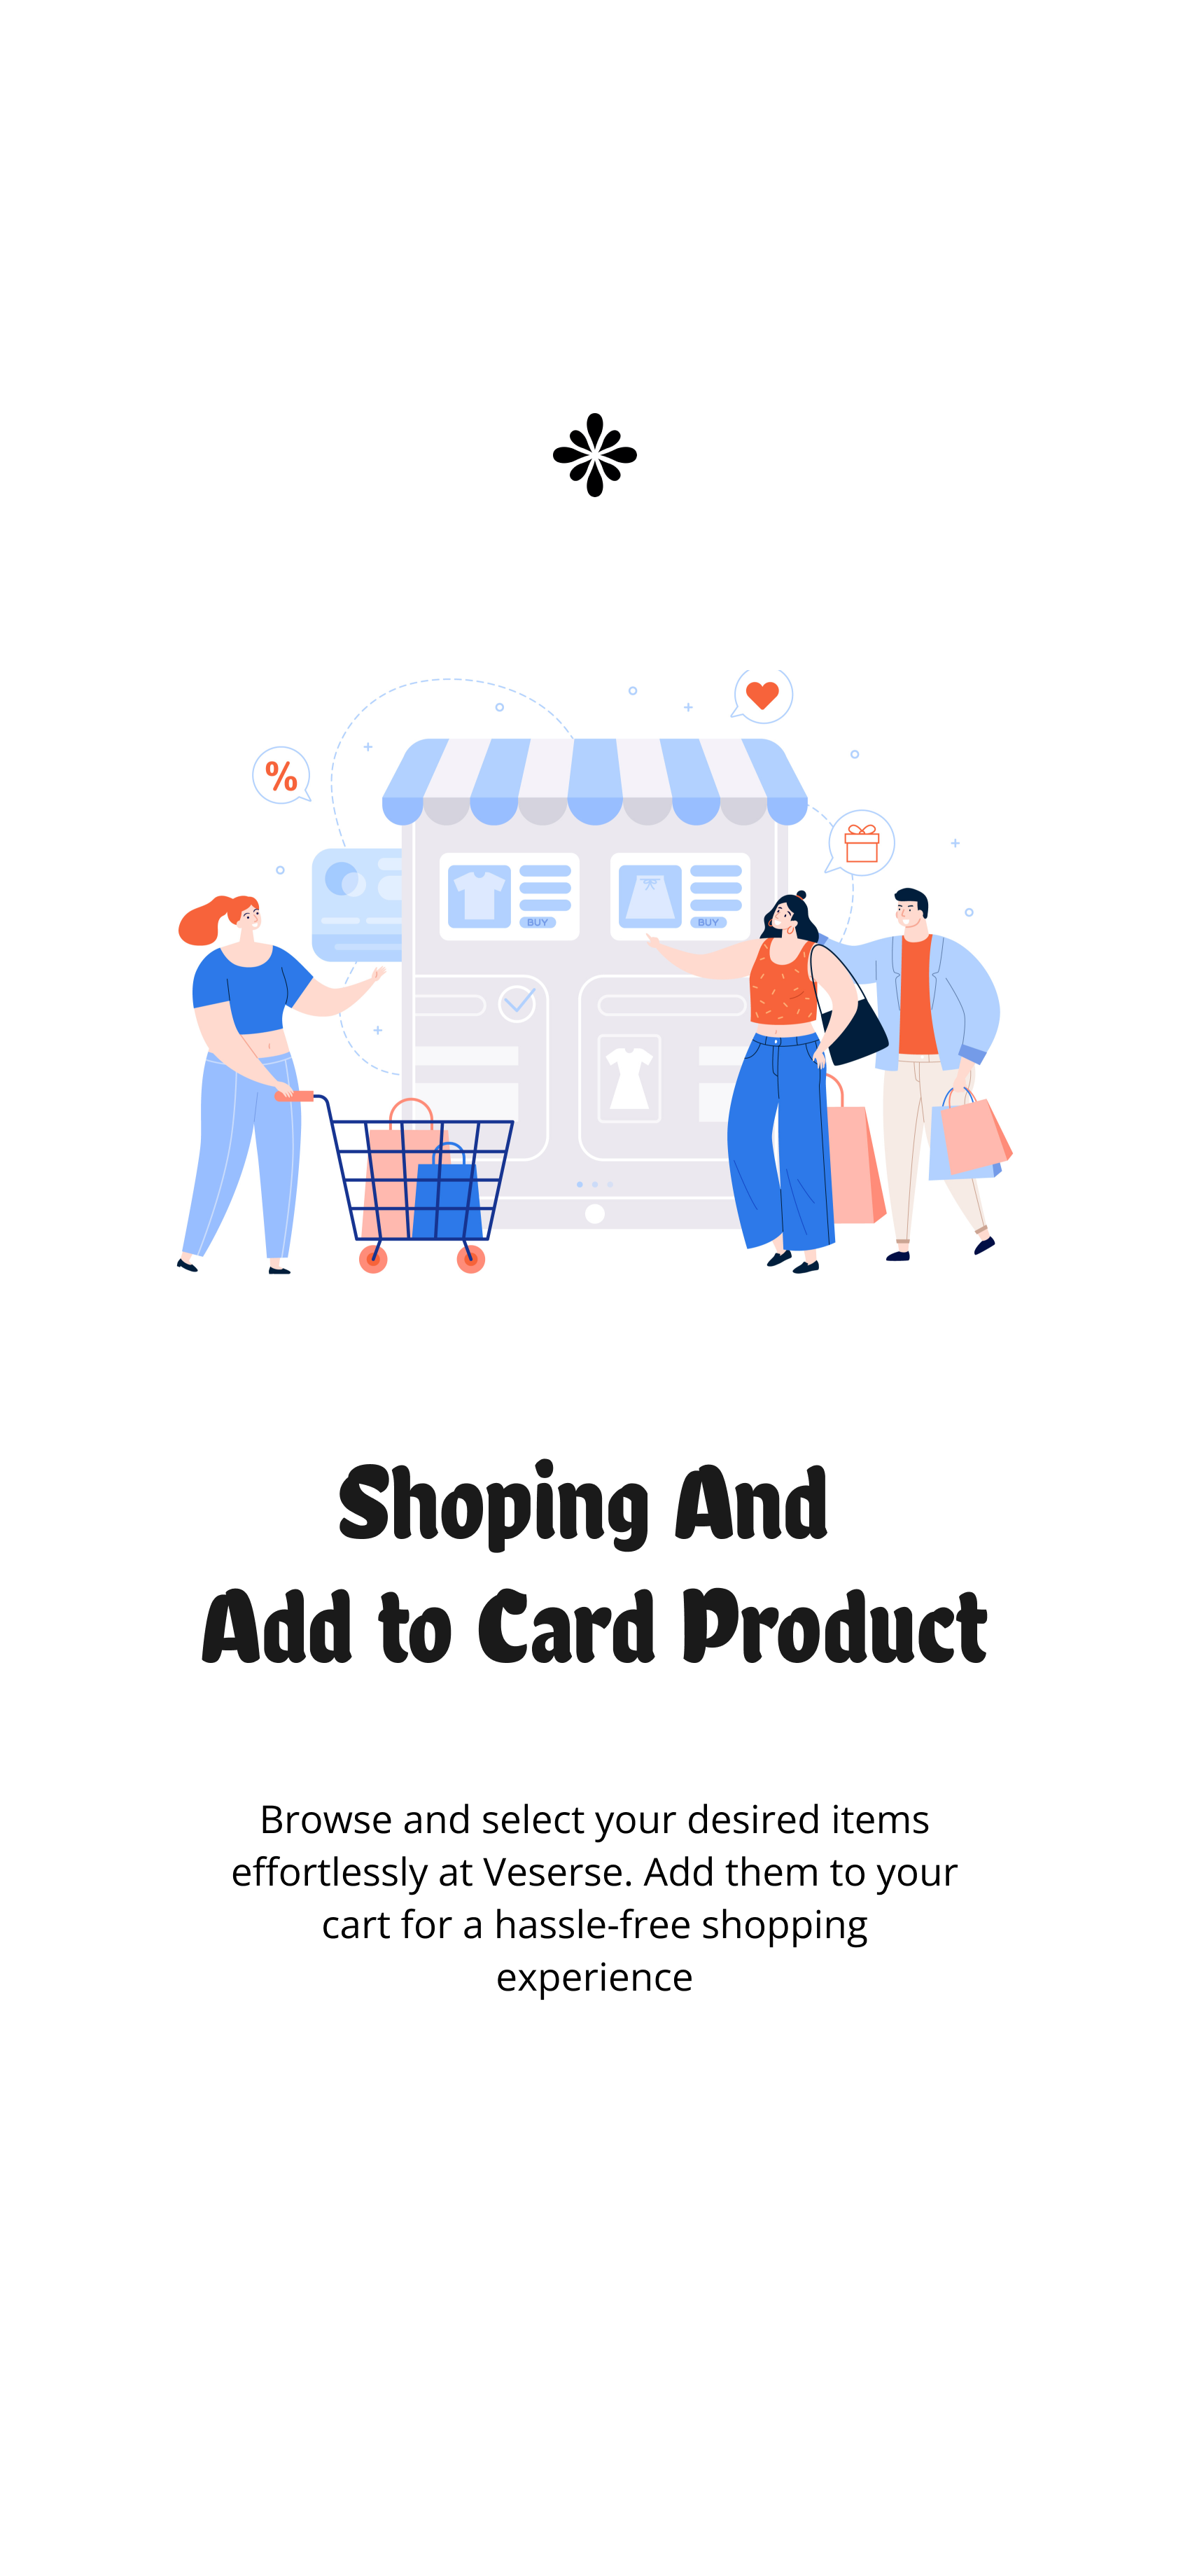 %
BUY
BUY
Shoping And
Add to Card Product
Browse and select your desired items
effortlessly at Veserse. Add them to your
cart for a hassle-free shopping
experience